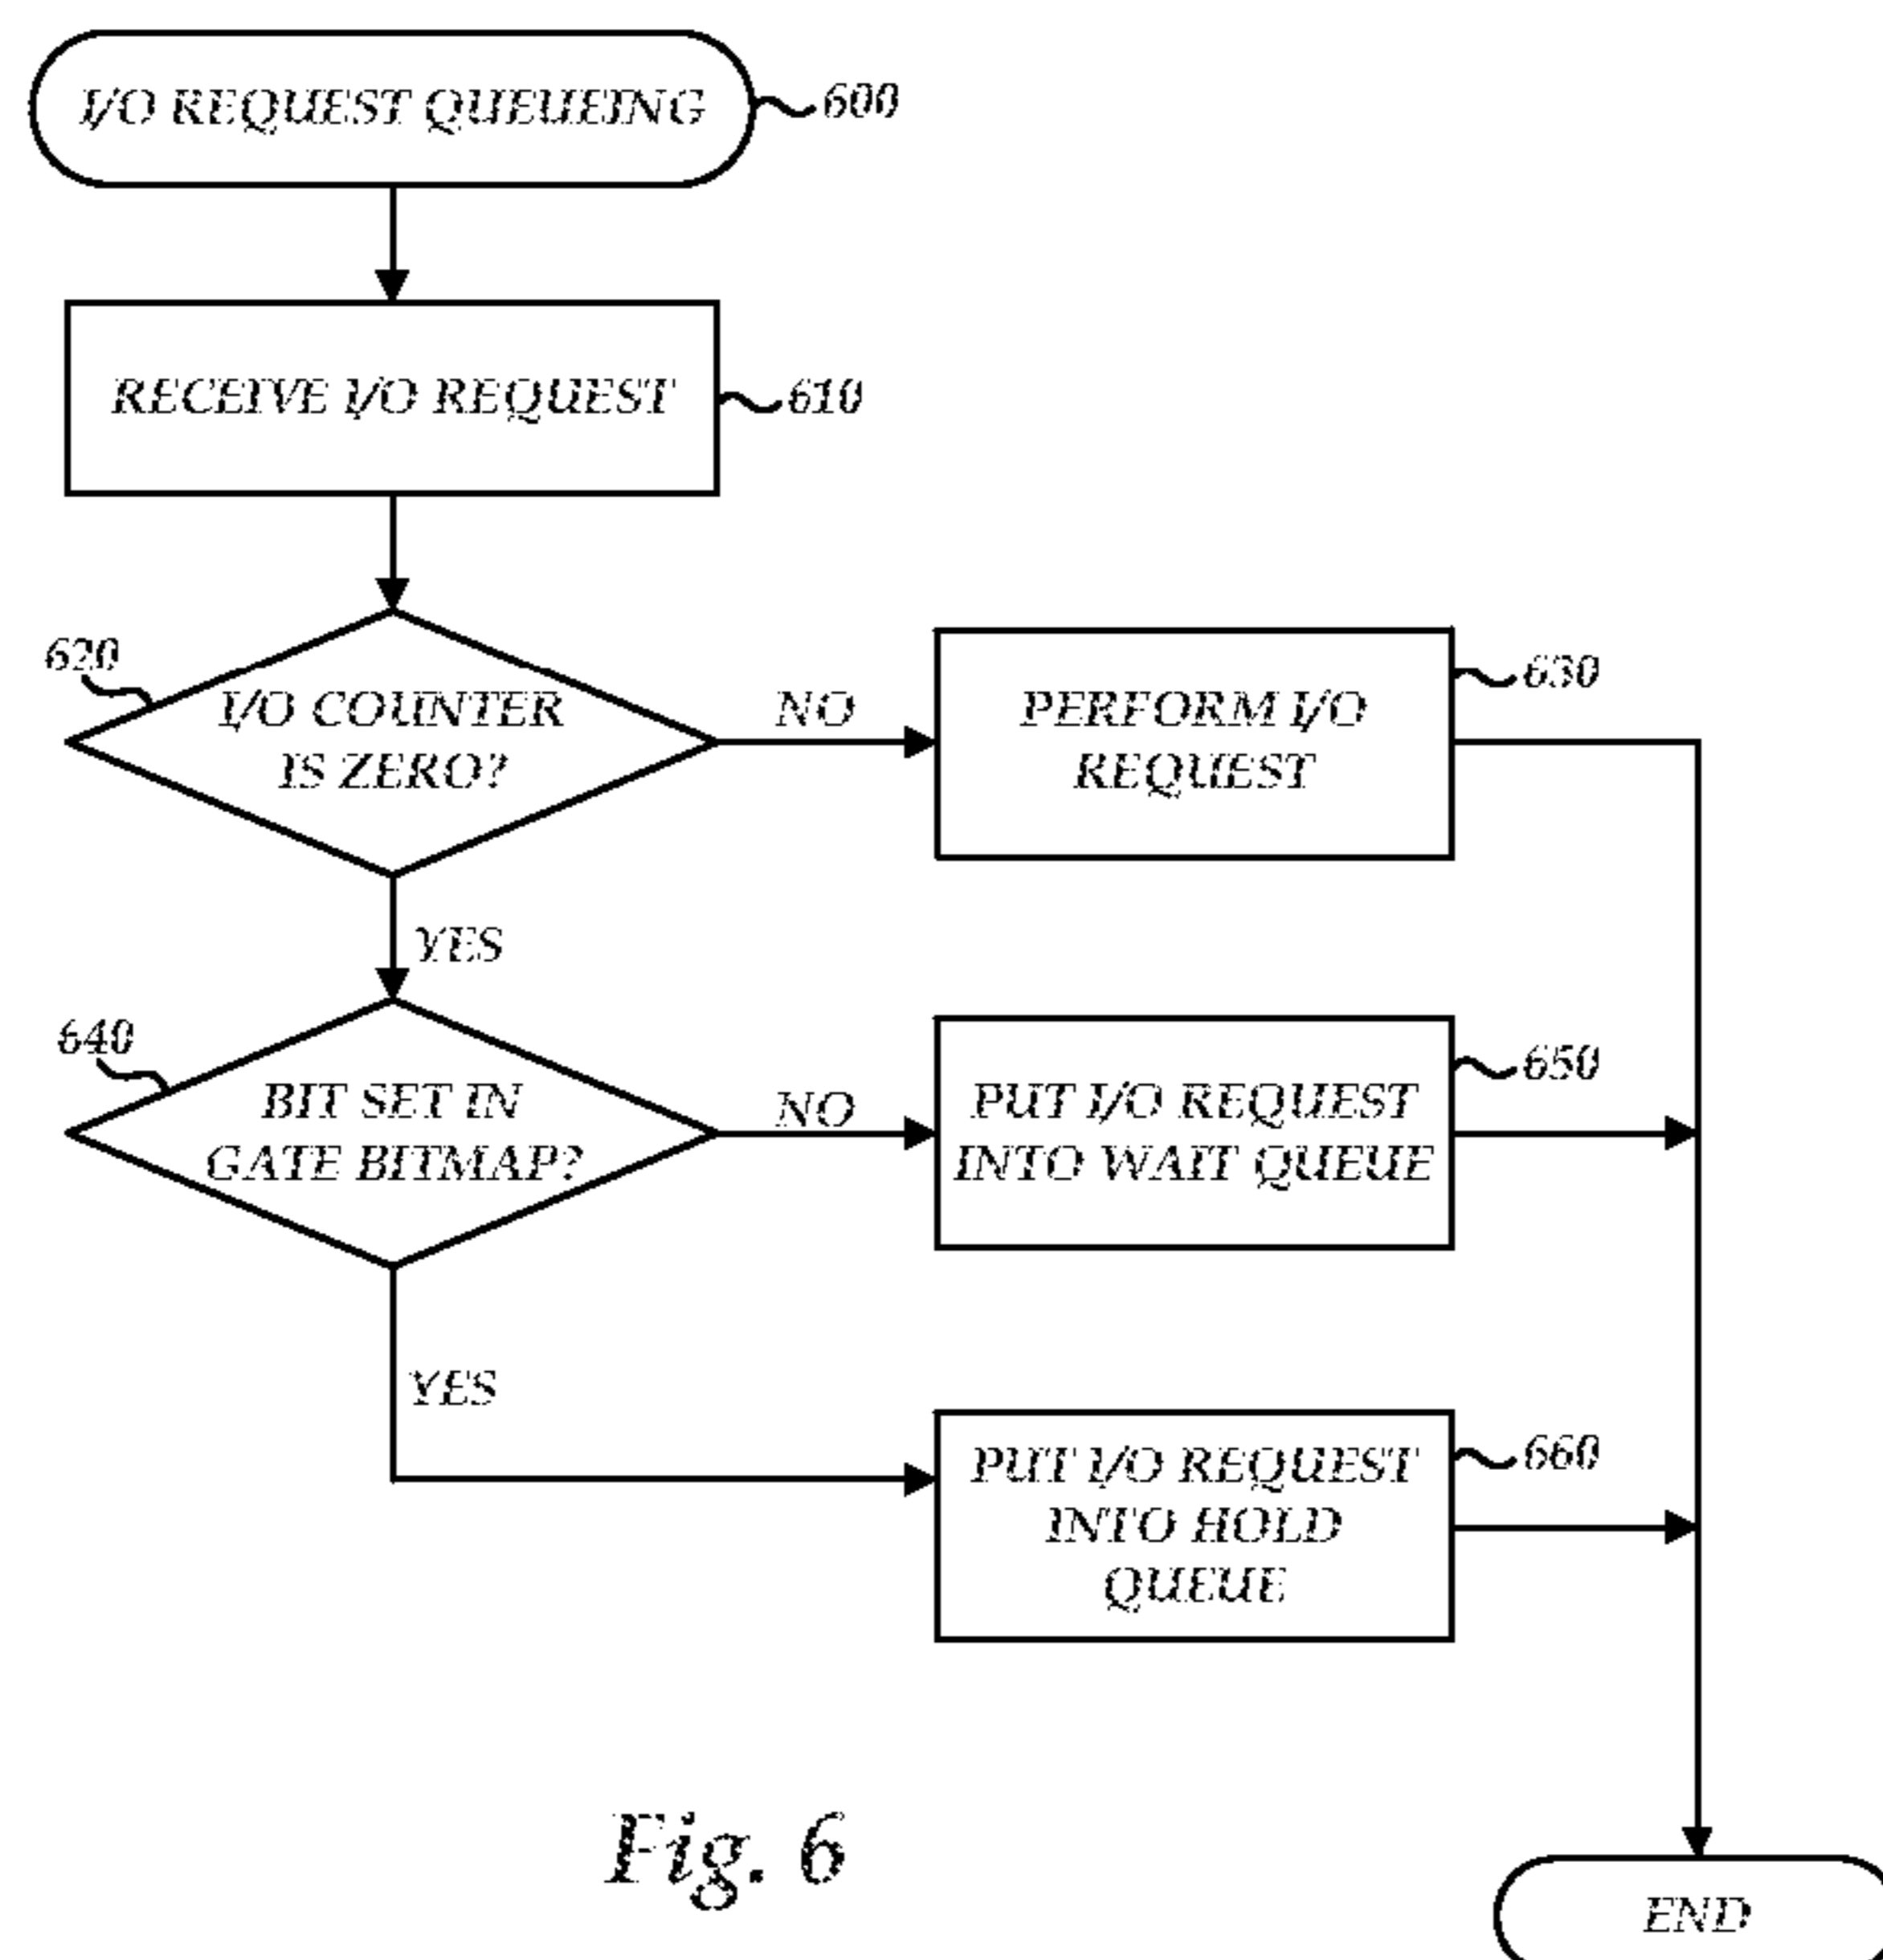 I/O REQUEST QUEUEING
600
RECEIVE I/O REQUEST
610
620
I/O COUNTER
IS ZERO?
NO
PERFORM I/O
REQUEST
630
YES
640
BIT SET IN
GATE BITMAP?
NO
PUT I/O REQUEST
INTO WAIT QUEUE
650
YES
PUT I/O REQUEST
INTO HOLD
QUEUE
660
Fig. 6
END